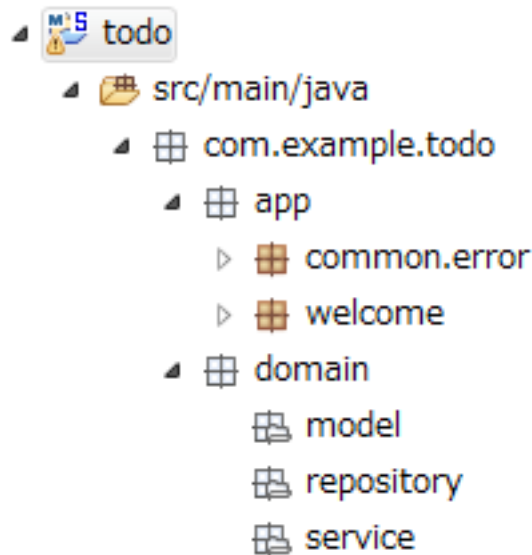 todo
src/main/java
com.example.todo
app
common.error
welcome
domain
model
repository
service